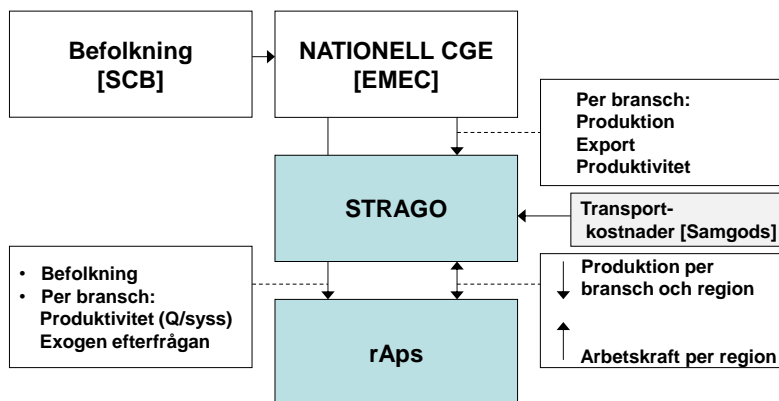 Befolkning
[SCB]
NATIONELL CGE
[EMEC]
Per bransch:
Produktion
Export
Produktivitet
STRAGO
Transport-
kostnader [Samgods]
• Befolkning
• Per bransch:
Produktivitet (Q/syss)
Exogen efterfrågan
Produktion per
bransch och region
Arbetskraft per region
rAps